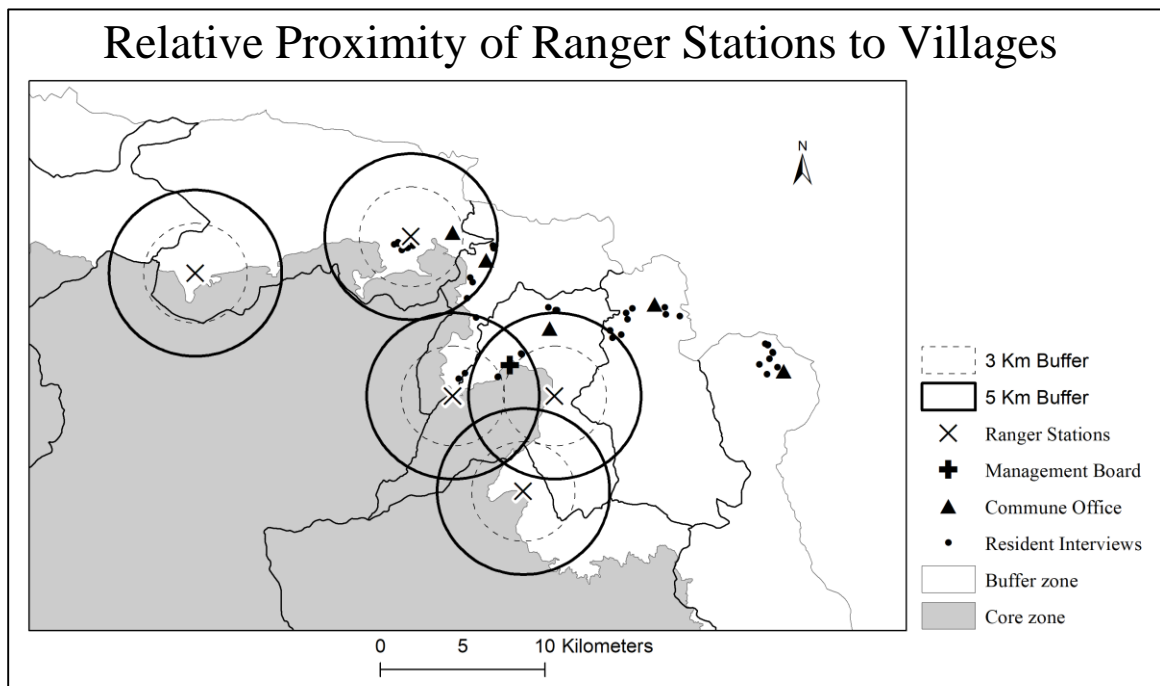 Relative Proximity of Ranger Stations to Villages
N
3 Km Buffer
5 Km Buffer
Ranger Stations
Management Board
Commune Office
Resident Interviews
Buffer zone
Core zone
0 5 10 Kilometers